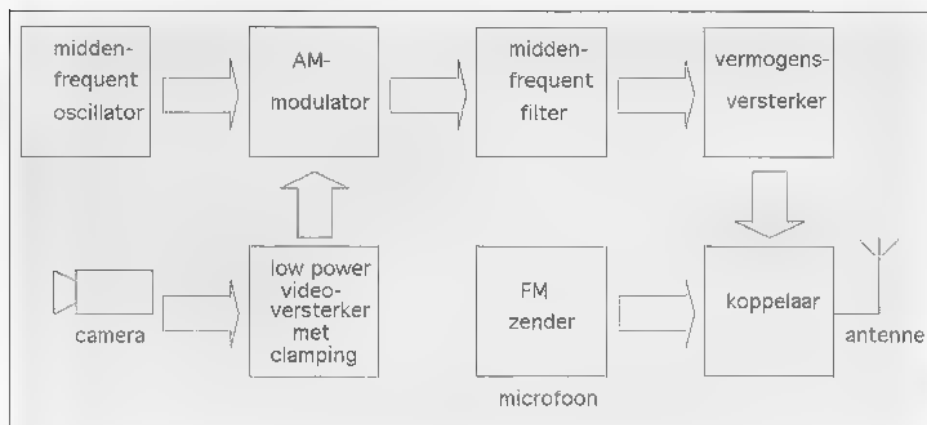 midden-
frequent
oscillator
AM-
modulator
midden-
frequent
filter
vermogens-
versterker
camera
low power
video-
versterker
met
clamping
FM
zender
microfoon
koppelaar
antenne